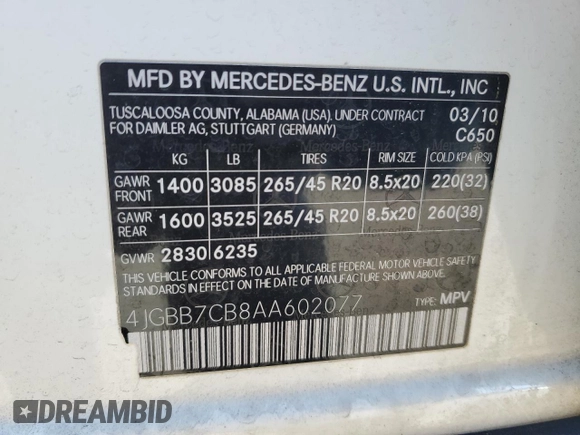 MFD BY MERCEDES-BENZ U.S. INTL., INC
TUSCALOOSA COUNTY, ALABAMA (USA). UNDER CONTRACT 03/10
FOR DAIMLER AG, STUTTGART (GERMANY) C650
KG LB TIRES RIM SIZE COLD KPA (PSI)
GAWR FRONT 1400 3085 265/45 R20 8.5x20 220(32)
GAWR REAR 1600 3525 265/45 R20 8.5x20 260(38)
GVWR 2830 6235
THIS VEHICLE CONFORMS TO ALL APPLICABLE FEDERAL MOTOR VEHICLE SAFETY
STANDARDS IN EFFECT ON THE DATE OF MANUFACTURE SHOWN ABOVE.
4JGBB7CB8AA602077 TYPE: MPV
DREAMBID